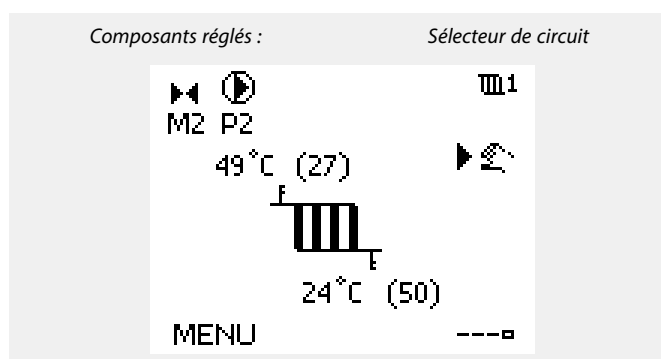 Composants réglés : Sélecteur de circuit
1
M2 P2
49°C (27)
24°C (50)
MENU ---